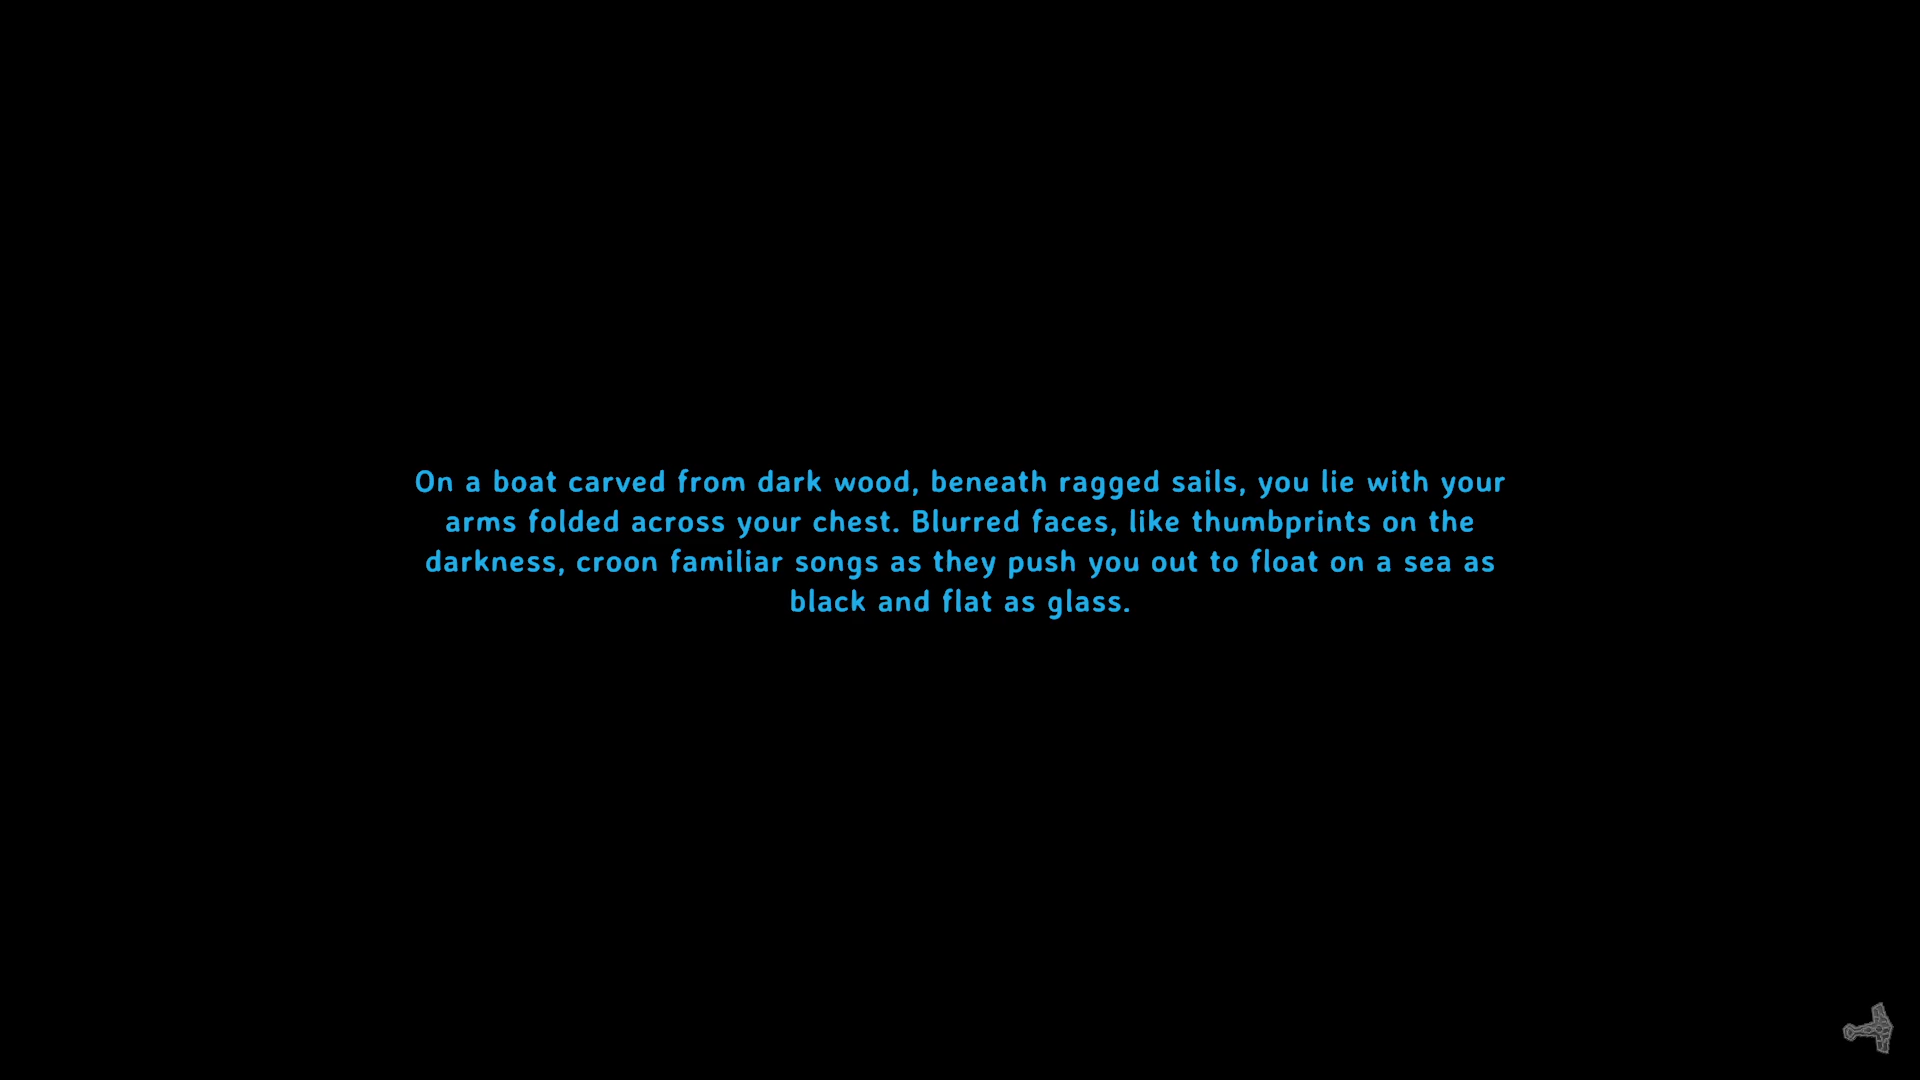 On a boat carved from dark wood, beneath ragged sails, you lie with your
arms folded across your chest. Blurred faces, like thumbprints on the
darkness, croon familiar songs as they push you out to float on a sea as
black and flat as glass.